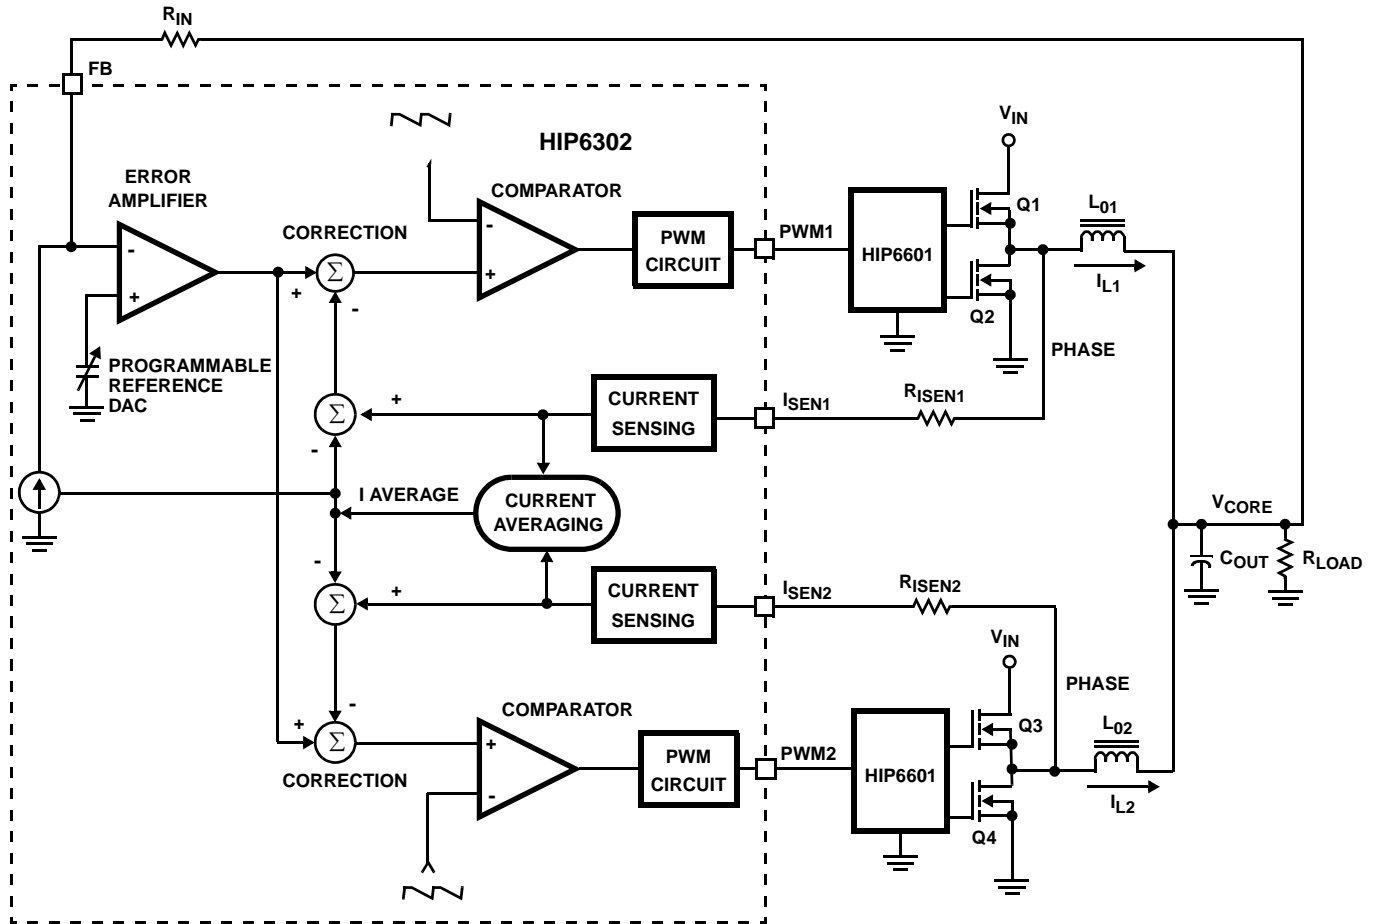 RIN
FB
HIP6302
VIN
ERROR
AMPLIFIER
COMPARATOR
L01
Q1
CORRECTION
-
-
Σ
PWM
CIRCUIT
PWM1
HIP6601
+
+
+
-
IL1
Q2
PHASE
PROGRAMMABLE
REFERENCE
DAC
Σ
+
CURRENT
SENSING
ISEN1
RISEN1
-
I AVERAGE
CURRENT
AVERAGING
VCORE
-
COUT
RLOAD
Σ
+
CURRENT
SENSING
ISEN2
RISEN2
VIN
PHASE
-
+
COMPARATOR
Q3
L02
Σ
+
PWM
CIRCUIT
PWM2
HIP6601
CORRECTION
-
IL2
Q4